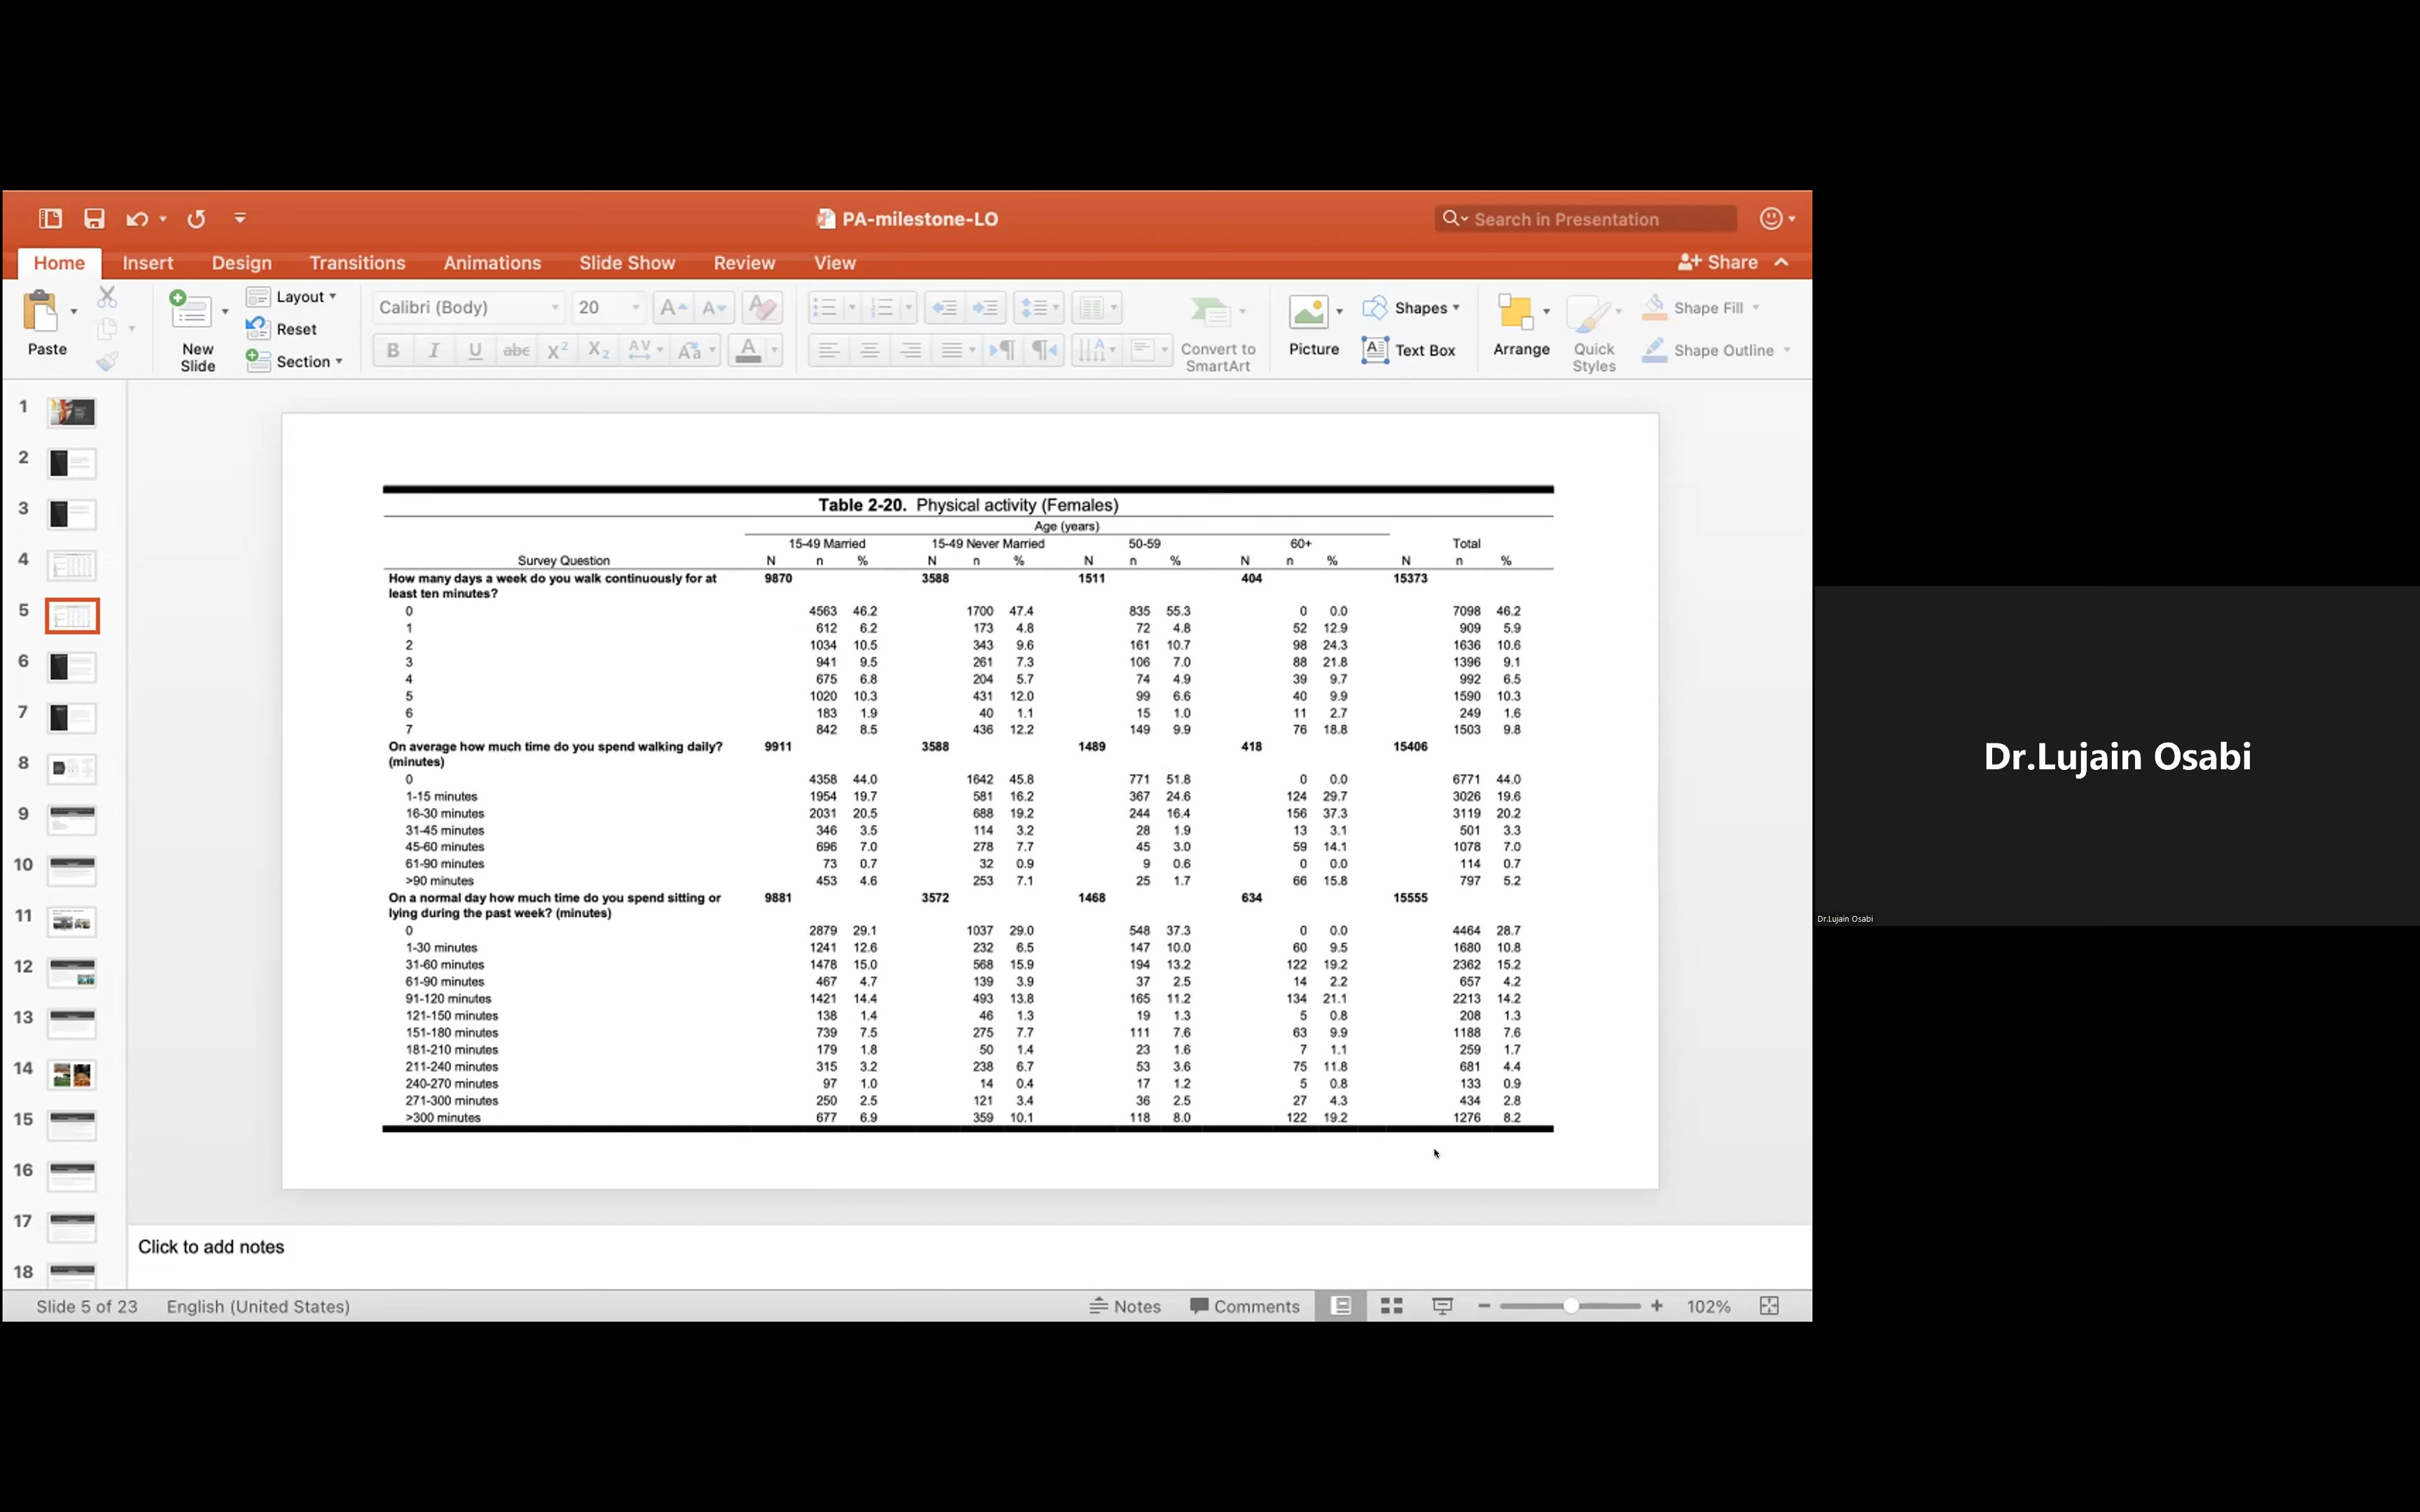 PA-milestone-LO
Search in Presentation
Home Insert Design Transitions Animations Slide Show Review View Share
Paste
New Slide
Layout
Reset
Section
Calibri (Body) 20
B I U abc X2 X2 AV Aa A
Convert to SmartArt
Picture
Shapes
Text Box
Arrange
Quick Styles
Shape Fill
Shape Outline
1
2
3
4
5
6
7
8
9
10
11
12
13
14
15
16
17
18
Table 2-20. Physical activity (Females)
Age (years)
15-49 Married 15-49 Never Married 50-59 60+ Total
Survey Question N n % N n % N n % N n % N n %
How many days a week do you walk continuously for at 9870 3588 1511 404 15373
least ten minutes?
0 4563 46.2 1700 47.4 835 55.3 0 0.0 7098 46.2
1 612 6.2 173 4.8 72 4.8 52 12.9 909 5.9
2 1034 10.5 343 9.6 161 10.7 98 24.3 1636 10.6
3 941 9.5 261 7.3 106 7.0 88 21.8 1396 9.1
4 675 6.8 204 5.7 74 4.9 39 9.7 992 6.5
5 1020 10.3 431 12.0 99 6.6 40 9.9 1590 10.3
6 183 1.9 40 1.1 15 1.0 11 2.7 249 1.6
7 842 8.5 436 12.2 149 9.9 76 18.8 1503 9.8
On average how much time do you spend walking daily? 9911 3588 1489 418 15406
(minutes)
0 4358 44.0 1642 45.8 771 51.8 0 0.0 6771 44.0
1-15 minutes 1954 19.7 581 16.2 367 24.6 124 29.7 3026 19.6
16-30 minutes 2031 20.5 688 19.2 244 16.4 156 37.3 3119 20.2
31-45 minutes 346 3.5 114 3.2 28 1.9 13 3.1 501 3.3
45-60 minutes 696 7.0 278 7.7 45 3.0 59 14.1 1078 7.0
61-90 minutes 73 0.7 32 0.9 9 0.6 0 0.0 114 0.7
>90 minutes 453 4.6 253 7.1 25 1.7 66 15.8 797 5.2
On a normal day how much time do you spend sitting or 9881 3572 1468 634 15555
lying during the past week? (minutes)
0 2879 29.1 1037 29.0 548 37.3 0 0.0 4464 28.7
1-30 minutes 1241 12.6 232 6.5 147 10.0 60 9.5 1680 10.8
31-60 minutes 1478 15.0 568 15.9 194 13.2 122 19.2 2362 15.2
61-90 minutes 467 4.7 139 3.9 37 2.5 14 2.2 657 4.2
91-120 minutes 1421 14.4 493 13.8 165 11.2 134 21.1 2213 14.2
121-150 minutes 138 1.4 46 1.3 19 1.3 5 0.8 208 1.3
151-180 minutes 739 7.5 275 7.7 111 7.6 63 9.9 1188 7.6
181-210 minutes 179 1.8 50 1.4 23 1.6 7 1.1 259 1.7
211-240 minutes 315 3.2 238 6.7 53 3.6 75 11.8 681 4.4
240-270 minutes 97 1.0 14 0.4 17 1.2 5 0.8 133 0.9
271-300 minutes 250 2.5 121 3.4 36 2.5 27 4.3 434 2.8
>300 minutes 677 6.9 359 10.1 118 8.0 122 19.2 1276 8.2
Click to add notes
Slide 5 of 23 English (United States) Notes Comments 102%
Dr.Lujain Osabi
Dr.Lujain Osabi